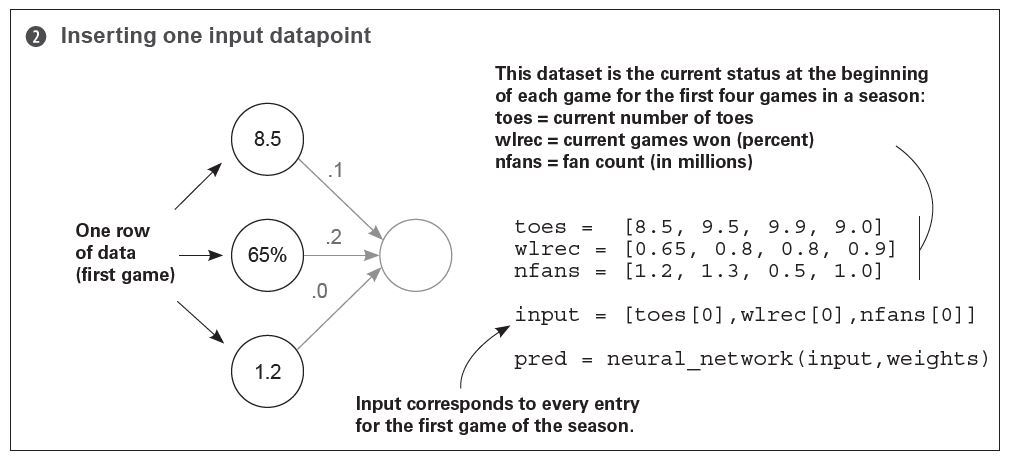 2 Inserting one input datapoint
This dataset is the current status at the beginning
of each game for the first four games in a season:
toes = current number of toes
wlrec = current games won (percent)
nfans = fan count (in millions)
8.5
.1
One row
of data
(first game)
65%
.2
.0
1.2
toes = [8.5, 9.5, 9.9, 9.0]
wlrec = [0.65, 0.8, 0.8, 0.9]
nfans = [1.2, 1.3, 0.5, 1.0]
input = [toes[0],wlrec[0],nfans[0]]
pred = neural_network(input,weights)
Input corresponds to every entry
for the first game of the season.